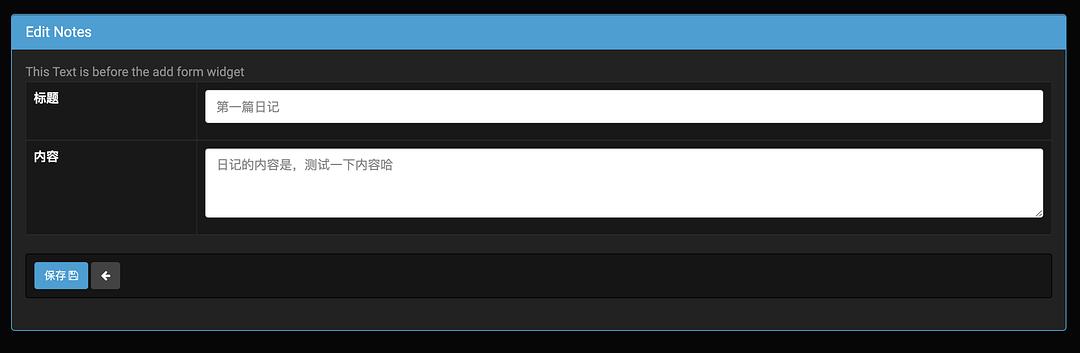 Edit Notes
This Text is before the add form widget
标题
第一篇日记
内容
日记的内容是，测试一下内容哈
保存